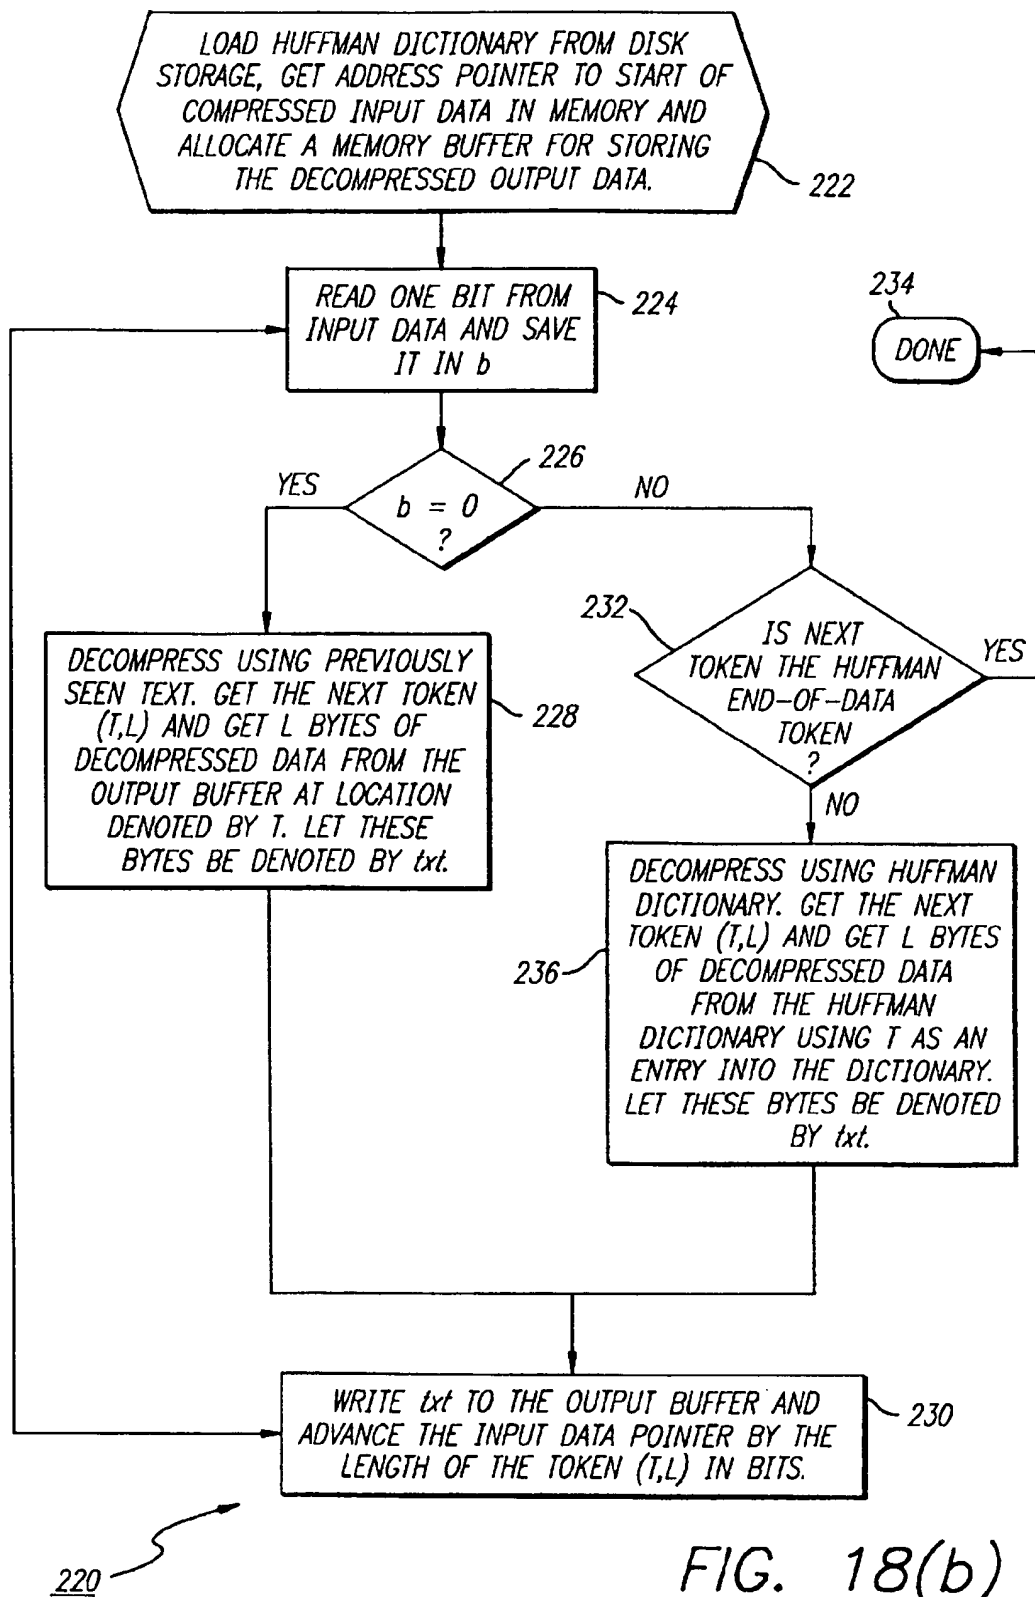 LOAD HUFFMAN DICTIONARY FROM DISK
STORAGE, GET ADDRESS POINTER TO START OF
COMPRESSED INPUT DATA IN MEMORY AND
ALLOCATE A MEMORY BUFFER FOR STORING
THE DECOMPRESSED OUTPUT DATA.
222
READ ONE BIT FROM
INPUT DATA AND SAVE
IT IN b
224
234
DONE
226
YES
b = 0
?
NO
232
IS NEXT
TOKEN THE HUFFMAN
END-OF-DATA
TOKEN
?
YES
NO
DECOMPRESS USING PREVIOUSLY
SEEN TEXT. GET THE NEXT TOKEN
(T,L) AND GET L BYTES OF
DECOMPRESSED DATA FROM THE
OUTPUT BUFFER AT LOCATION
DENOTED BY T. LET THESE
BYTES BE DENOTED BY txt.
228
DECOMPRESS USING HUFFMAN
DICTIONARY. GET THE NEXT
TOKEN (T,L) AND GET L BYTES
OF DECOMPRESSED DATA
FROM THE HUFFMAN
DICTIONARY USING T AS AN
ENTRY INTO THE DICTIONARY.
LET THESE BYTES BE DENOTED
BY txt.
236
WRITE txt TO THE OUTPUT BUFFER AND
ADVANCE THE INPUT DATA POINTER BY THE
LENGTH OF THE TOKEN (T,L) IN BITS.
230
220
FIG. 18(b)